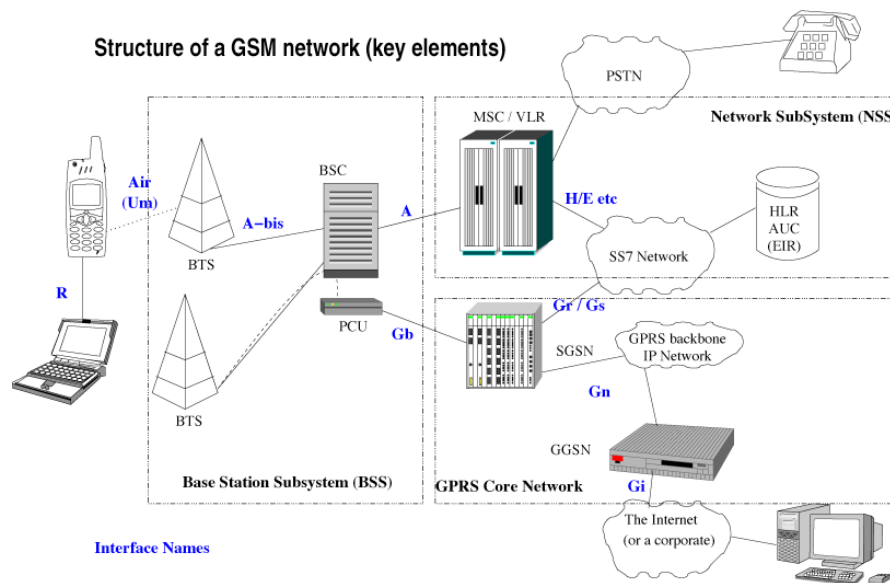 Structure of a GSM network (key elements)
PSTN
MSC / VLR
Network SubSystem (NSS
BSC
Air
(Um)
A-bis
A
H/E etc
HLR
AUC
(EIR)
BTS
SS7 Network
R
PCU
Gb
Gr / Gs
SGSN
GPRS backbone
IP Network
Gn
BTS
GGSN
Base Station Subsystem (BSS)
GPRS Core Network
Gi
The Internet
(or a corporate)
Interface Names